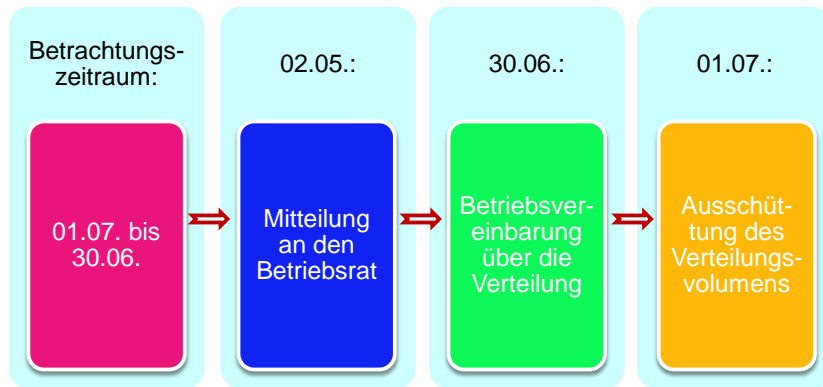 Betrachtungs-
zeitraum:
01.07. bis
30.06.
02.05.:
Mitteilung
an den
Betriebsrat
30.06.:
Betriebsver-
einbarung
über die
Verteilung
01.07.:
Ausschüt-
tung des
Verteilungs-
volumens